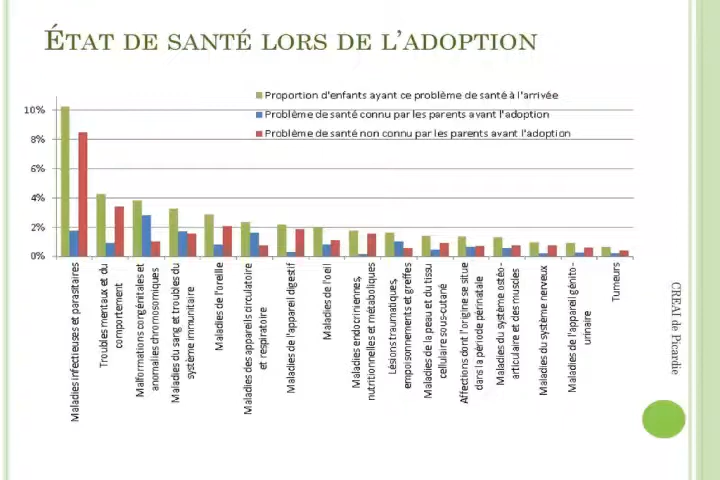 ÉTAT DE SANTÉ LORS DE L'ADOPTION
Proportion d'enfants ayant ce problème de santé à l'arrivée
Problème de santé connu par les parents avant l'adoption
Problème de santé non connu par les parents avant l'adoption
10%
8%
6%
4%
2%
0%
Maladies infectieuses et parasitaires
Troubles mentaux et du
comportement
Malformations congénitales et
anomalies chromosomiques
Maladies du sang et troubles du
système immunitaire
Maladies de l'oreille
Maladies des appareils circulatoire
et respiratoire
Maladies de l'appareil digestif
Maladies de l'oeil
Maladies endocriniennes,
nutritionnelles et métaboliques
Lésions traumatiques,
empoisonnements et greffes
Maladies de la peau et du tissu
cellulaire sous-cutané
Affections dont l'origine se situe
dans la période périnatale
Maladies du système ostéo-
articulaire et des muscles
Maladies du système nerveux
Maladies de l'appareil génito-
urinaire
Tumeurs
CREAI de Picardie